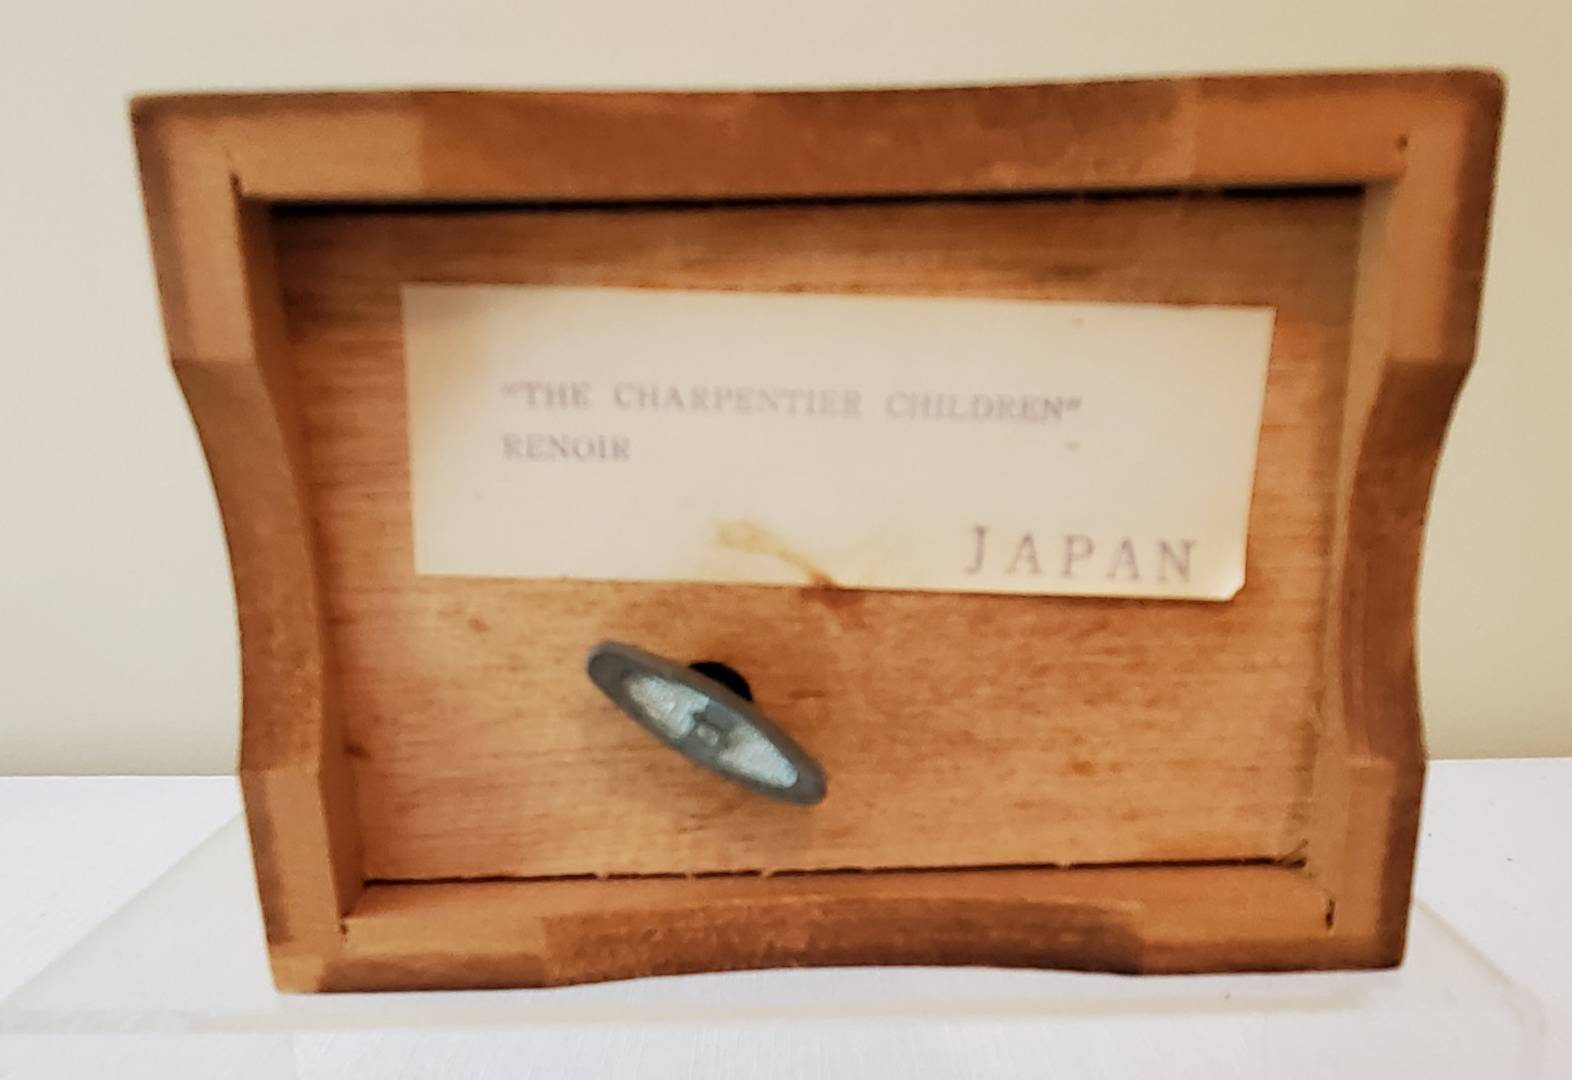 "THE CHARPENTIER CHILDREN"
RENOIR
JAPAN